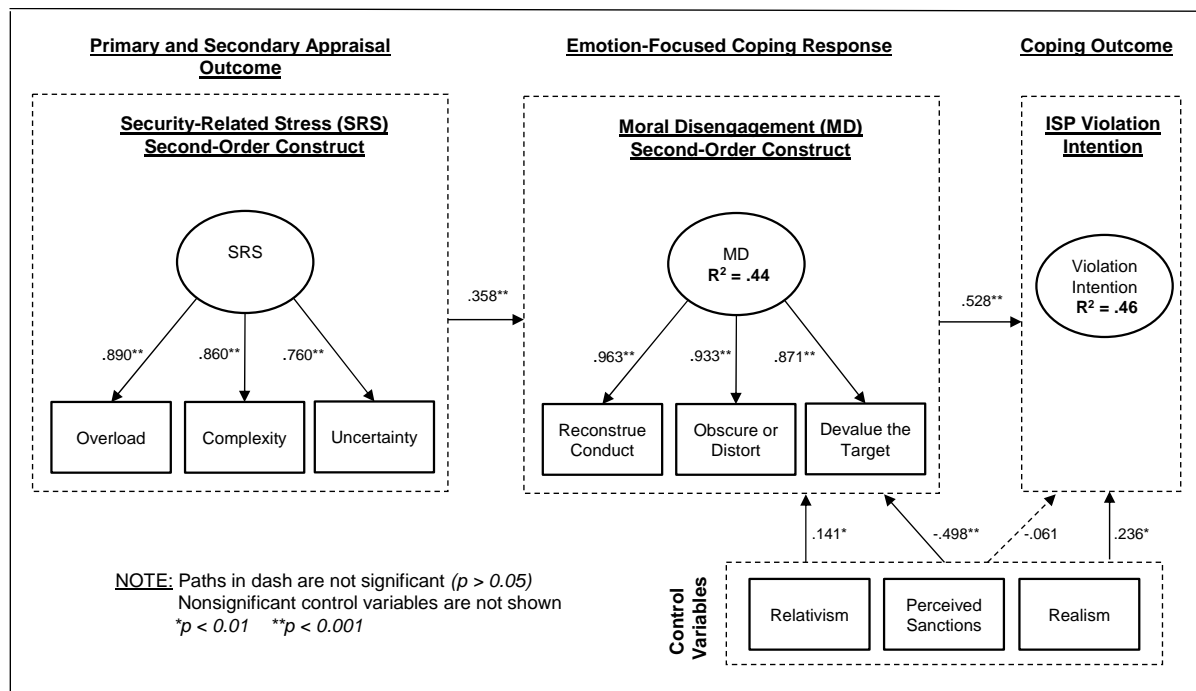 Primary and Secondary Appraisal
Outcome
Emotion-Focused Coping Response
Coping Outcome
Security-Related Stress (SRS)
Second-Order Construct
SRS
.890**
.860**
.760**
Overload
Complexity
Uncertainty
.358**
Moral Disengagement (MD)
Second-Order Construct
MD
R² = .44
.963**
.933**
.871**
Reconstrue
Conduct
Obscure or
Distort
Devalue the
Target
.528**
ISP Violation
Intention
Violation
Intention
R² = .46
.141*
-.498**
-.061
.236*
Control
Variables
Relativism
Perceived
Sanctions
Realism
NOTE: Paths in dash are not significant (p > 0.05)
Nonsignificant control variables are not shown
*p < 0.01 **p < 0.001